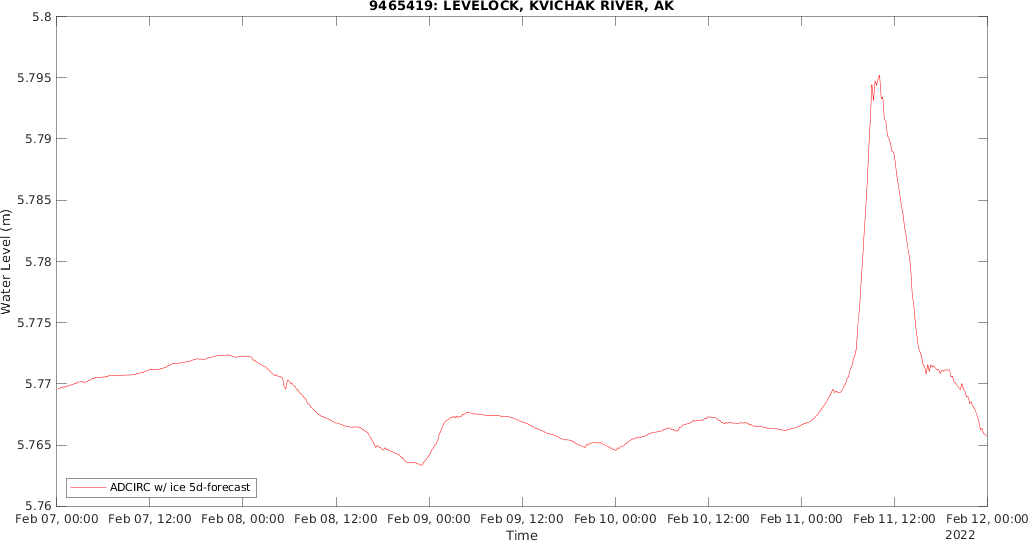 9465419: LEVELOCK, KVICHAK RIVER, AK
5.8
5.795
5.79
5.785
5.78
5.775
5.77
5.765
5.76
Water Level (m)
ADCIRC w/ ice 5d-forecast
Feb 07, 00:00 Feb 07, 12:00 Feb 08, 00:00 Feb 08, 12:00 Feb 09, 00:00 Feb 09, 12:00 Feb 10, 00:00 Feb 10, 12:00 Feb 11, 00:00 Feb 11, 12:00 Feb 12, 00:00
Time
2022